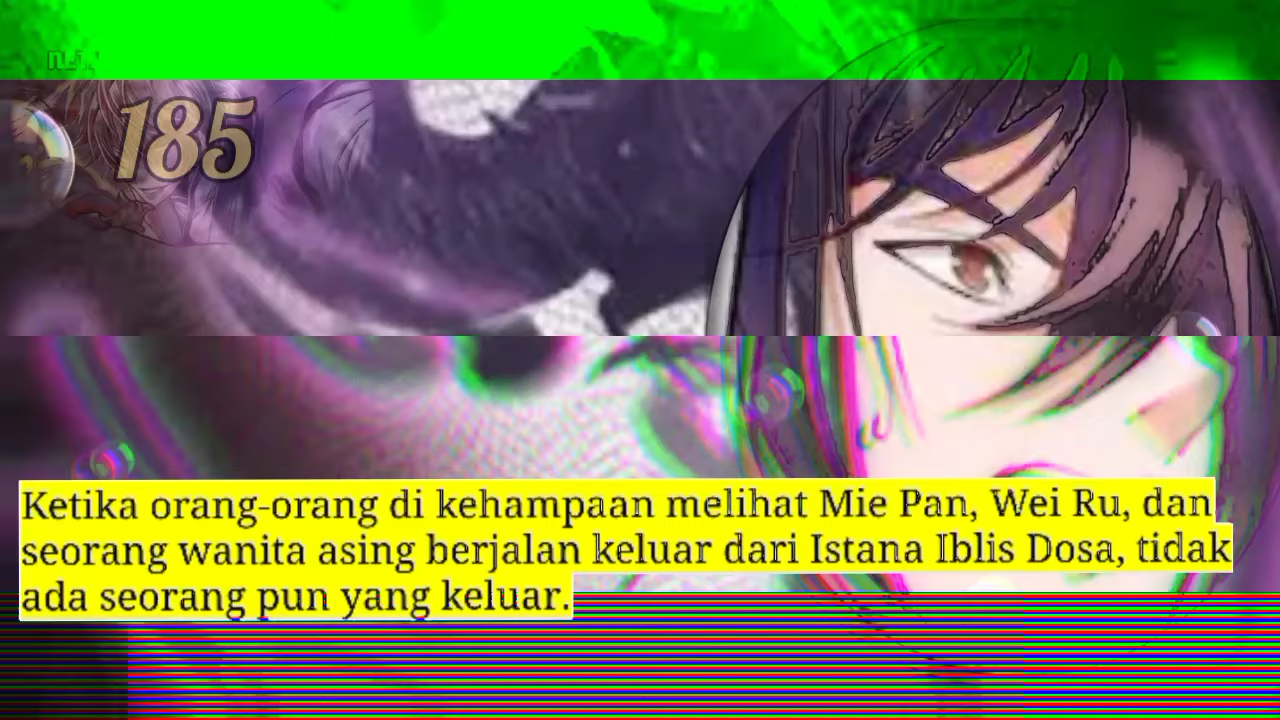 185
Ketika orang-orang di kehampaan melihat Mie Pan, Wei Ru, dan
seorang wanita asing berjalan keluar dari Istana Iblis Dosa, tidak
ada seorang pun yang keluar.